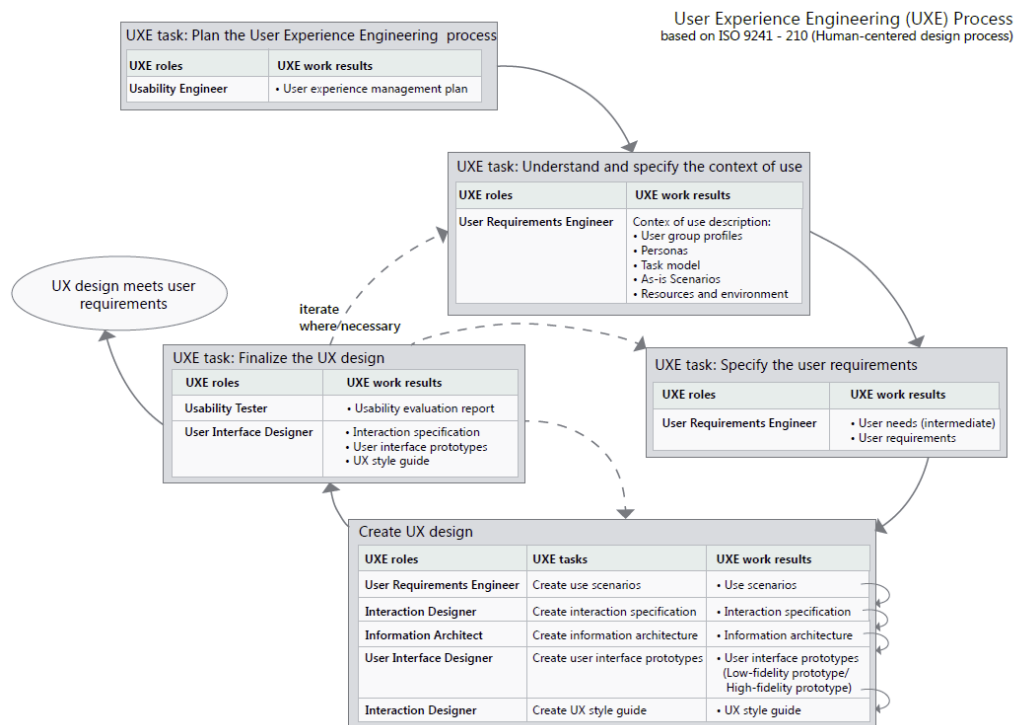 User Experience Engineering (UXE) Process
based on ISO 9241 - 210 (Human-centered design process)
UXE task: Plan the User Experience Engineering process
UXE roles UXE work results
Usability Engineer • User experience management plan
UXE task: Understand and specify the context of use
UXE roles UXE work results
User Requirements Engineer Contex of use description:
• User group profiles
• Personas
• Task model
• As-is Scenarios
• Resources and environment
UX design meets user
requirements
iterate
where necessary
UXE task: Finalize the UX design
UXE roles UXE work results
Usability Tester • Usability evaluation report
User Interface Designer • Interaction specification
• User interface prototypes
• UX style guide
UXE task: Specify the user requirements
UXE roles UXE work results
User Requirements Engineer • User needs (intermediate)
• User requirements
Create UX design
UXE roles UXE tasks UXE work results
User Requirements Engineer Create use scenarios • Use scenarios
Interaction Designer Create interaction specification • Interaction specification
Information Architect Create information architecture • Information architecture
User Interface Designer Create user interface prototypes • User interface prototypes
(Low-fidelity prototype/
High-fidelity prototype)
Interaction Designer Create UX style guide • UX style guide